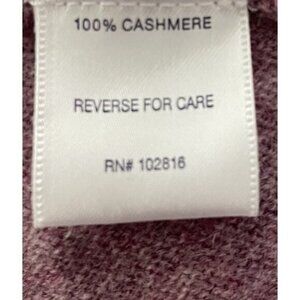 100% CASHMERE
REVERSE FOR CARE
RN# 102816